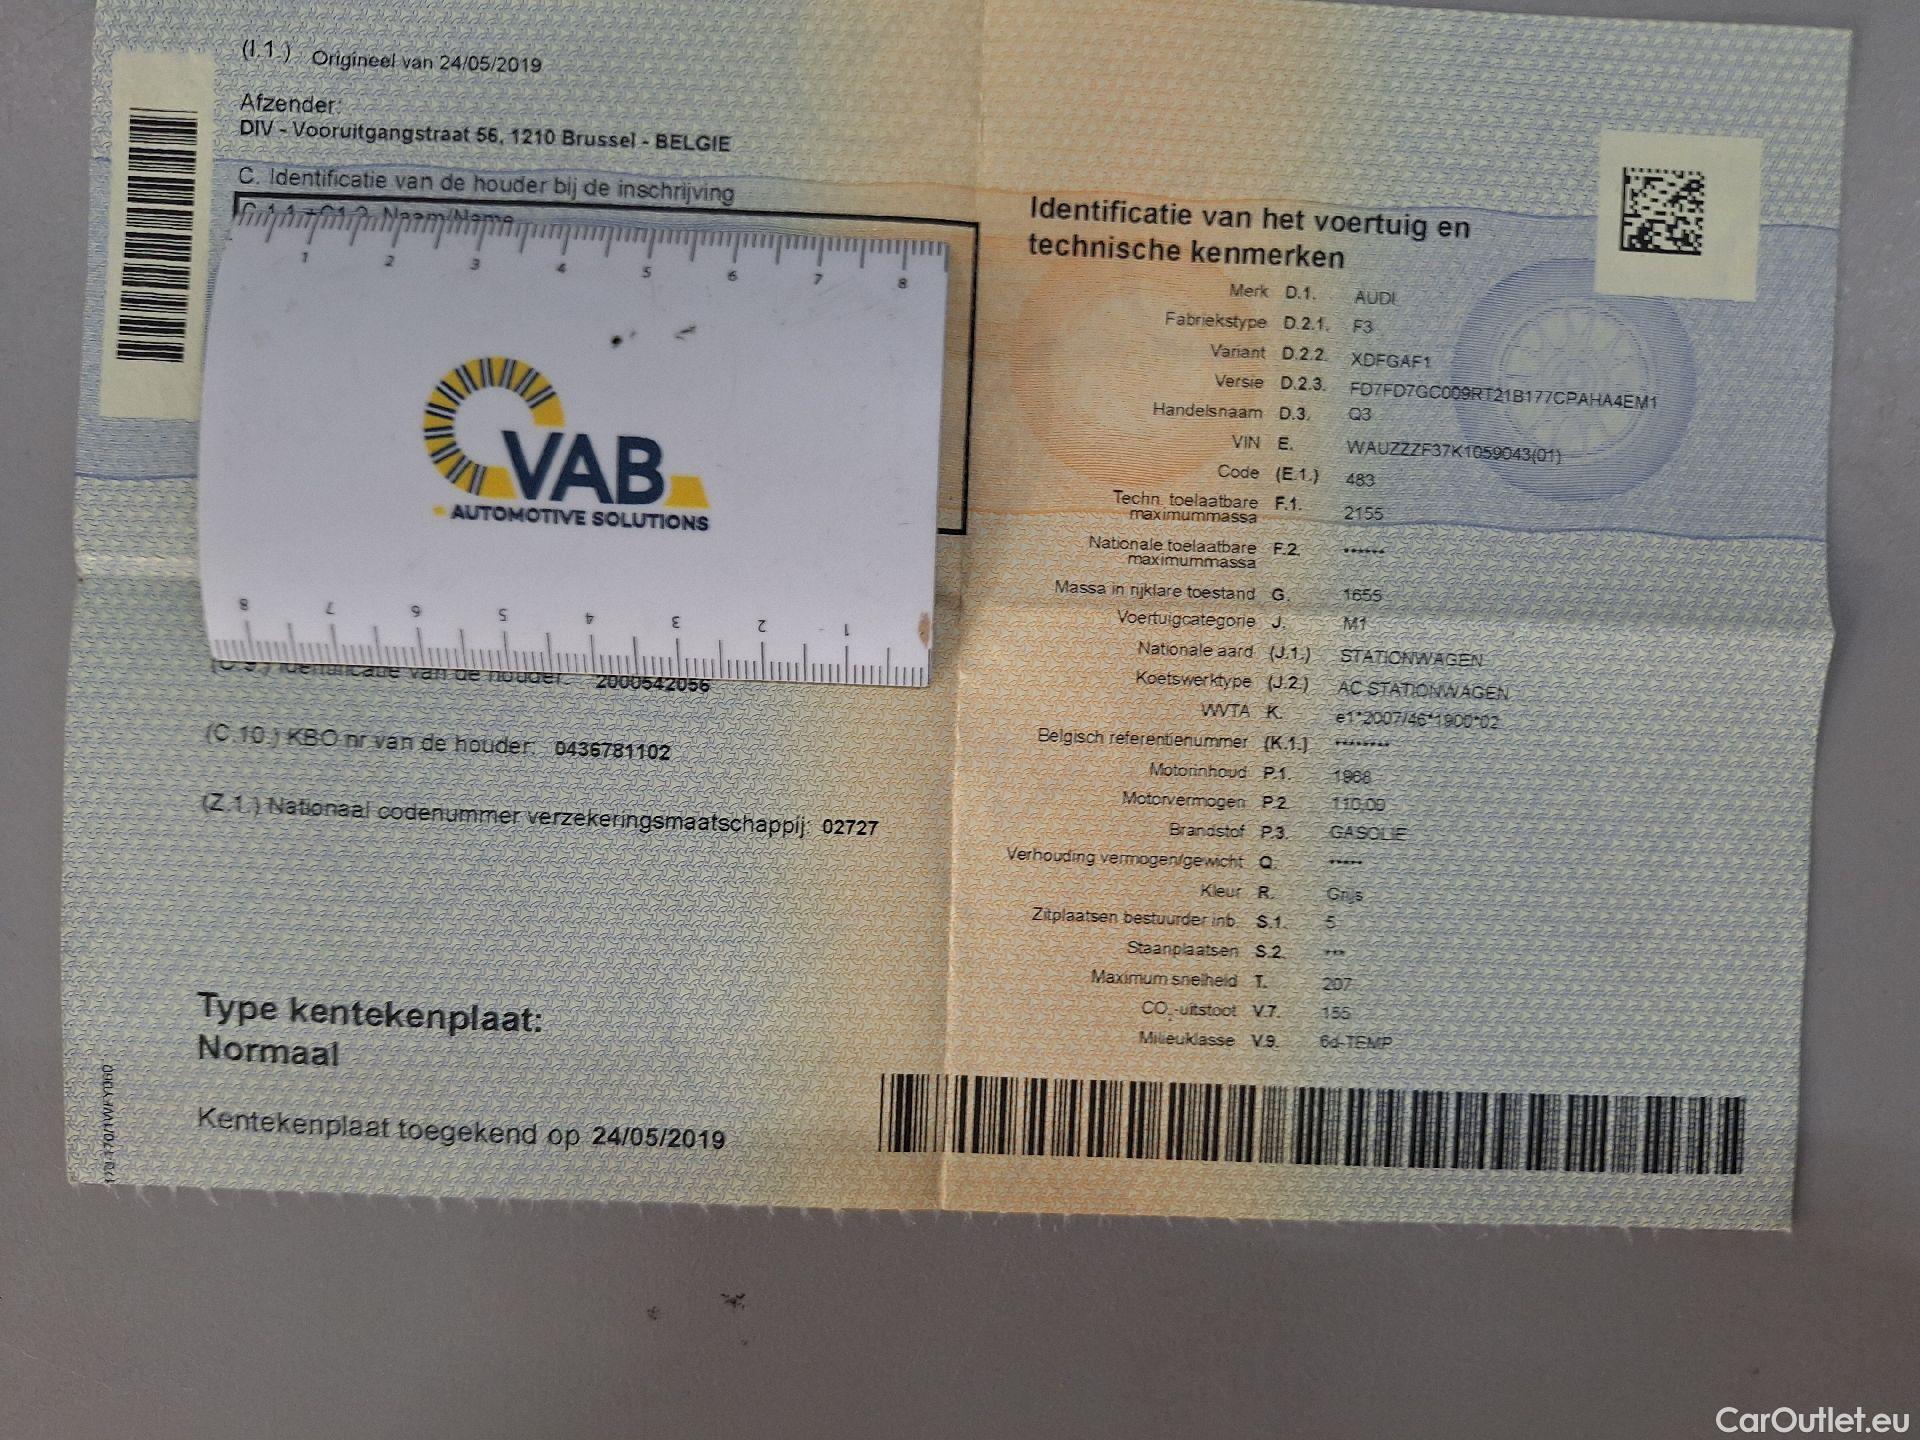 (I.1.) Origineel van 24/05/2019
Afzender:
DIV - Vooruitgangstraat 56, 1210 Brussel - BELGIE
C. Identificatie van de houder bij de inschrijving
Naam/Name
1 2 3 4 5 6 7 8
VAB
AUTOMOTIVE SOLUTIONS
8 7 6 5 4 3 2 1
(C.9.) Identificatie van de houder: 2000542056
(C.10.) KBO nr van de houder: 0436781102
(Z.1.) Nationaal codenummer verzekeringsmaatschappij: 02727
Type kentekenplaat:
Normaal
Kentekenplaat toegekend op 24/05/2019
Identificatie van het voertuig en
technische kenmerken
Merk D.1. AUDI
Fabriekstype D.2.1. F3
Variant D.2.2. XDFGAF1
Versie D.2.3. FD7FD7GC009RT21B177CPAHA4EM1
Handelsnaam D.3. Q3
VIN E. WAUZZZF37K1059043(01)
Code (E.1.) 483
Techn. toelaatbare
maximummassa F.1. 2155
Nationale toelaatbare
maximummassa F.2. ******
Massa in rijklare toestand G. 1655
Voertuigcategorie J. M1
Nationale aard (J.1.) STATIONWAGEN
Koetswerktype (J.2.) AC STATIONWAGEN
WVTA K. e1*2007/46*1900*02
Belgisch referentienummer (K.1.) ********
Motorinhoud P.1. 1968
Motorvermogen P.2. 110.00
Brandstof P.3. GASOLIE
Verhouding vermogen/gewicht Q. *****
Kleur R. Grijs
Zitplaatsen bestuurder inb. S.1. 5
Staanplaatsen S.2. ***
Maximum snelheid T. 207
CO2-uitstoot V.7. 155
Milieuklasse V.9. 6d-TEMP
CarOutlet.eu